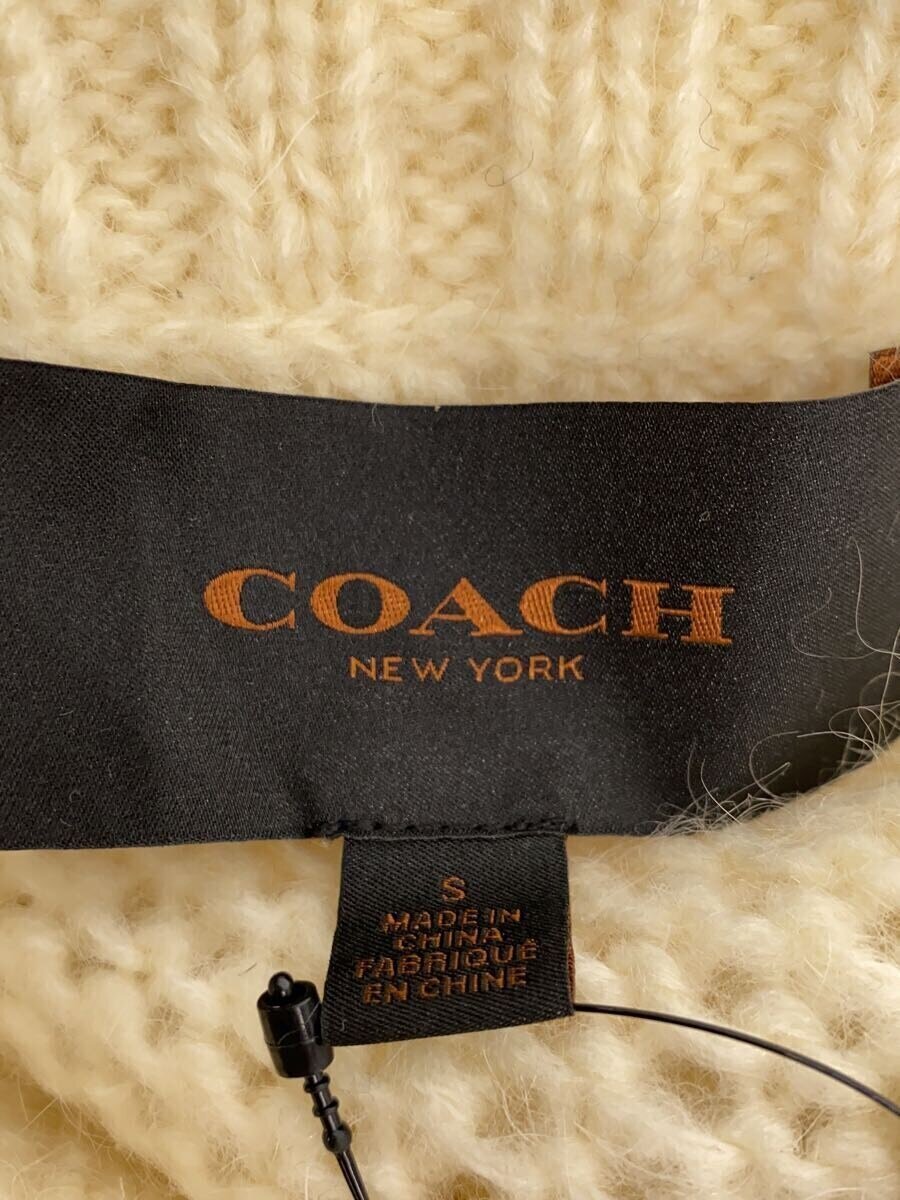 COACH
NEW YORK
S
MADE IN
CHINA
FABRIQUÉ
EN CHINE